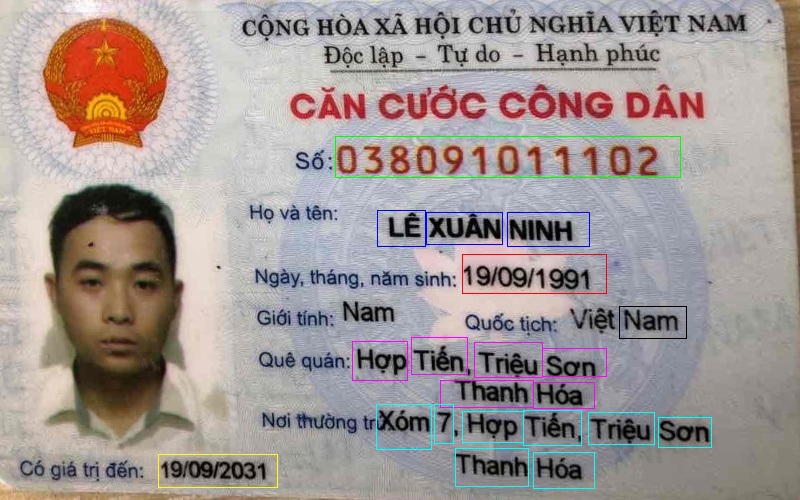 CỘNG HÒA XÃ HỘI CHỦ NGHĨA VIỆT NAM
Độc lập - Tự do - Hạnh phúc
CĂN CƯỚC CÔNG DÂN
Số: 038091011102
Họ và tên:
LÊ XUÂN NINH
Ngày, tháng, năm sinh: 19/09/1991
Giới tính: Nam Quốc tịch: Việt Nam
Quê quán: Hợp Tiến, Triệu Sơn
Thanh Hóa
Nơi thường tr Xóm 7, Hợp Tiến, Triệu Sơn
Thanh Hóa
Có giá trị đến: 19/09/2031
VIỆT NAM